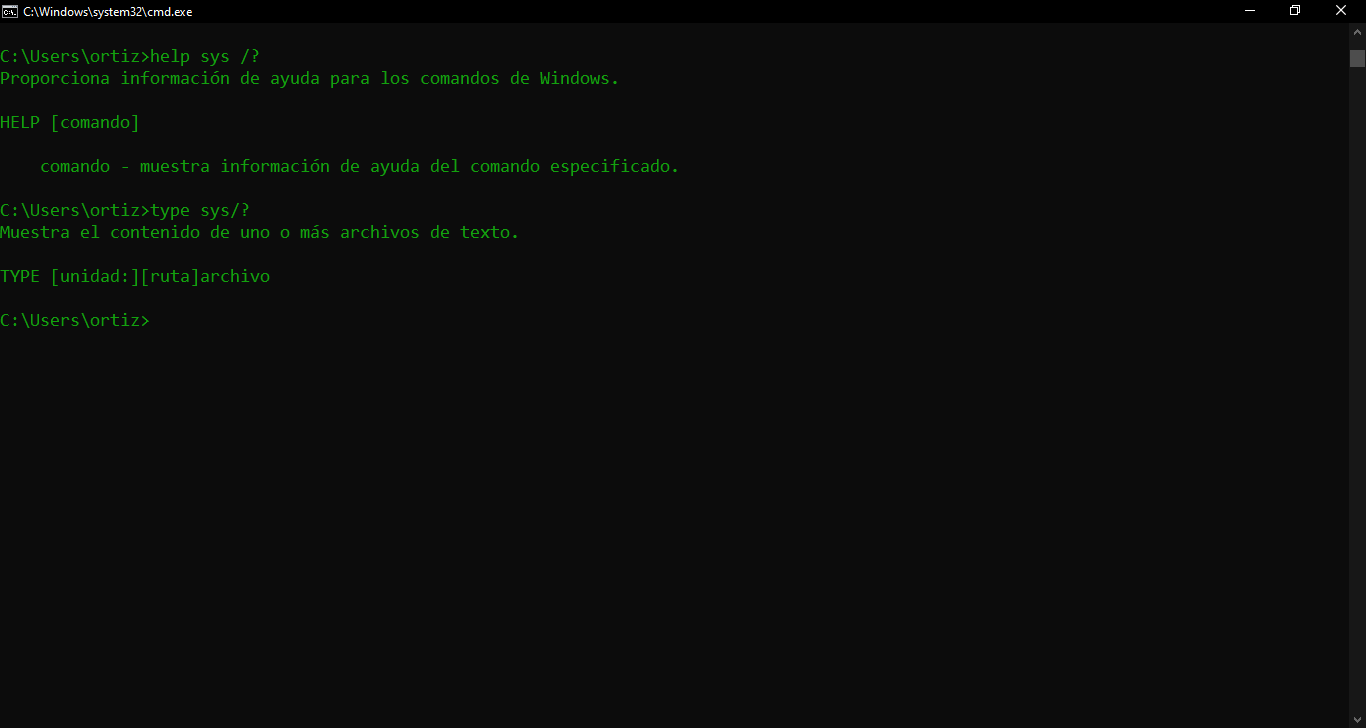 C:\Windows\system32\cmd.exe
C:\Users\ortiz>help sys /?
Proporciona información de ayuda para los comandos de Windows.
HELP [comando]
comando - muestra información de ayuda del comando especificado.
C:\Users\ortiz>type sys/?
Muestra el contenido de uno o más archivos de texto.
TYPE [unidad:][ruta]archivo
C:\Users\ortiz>